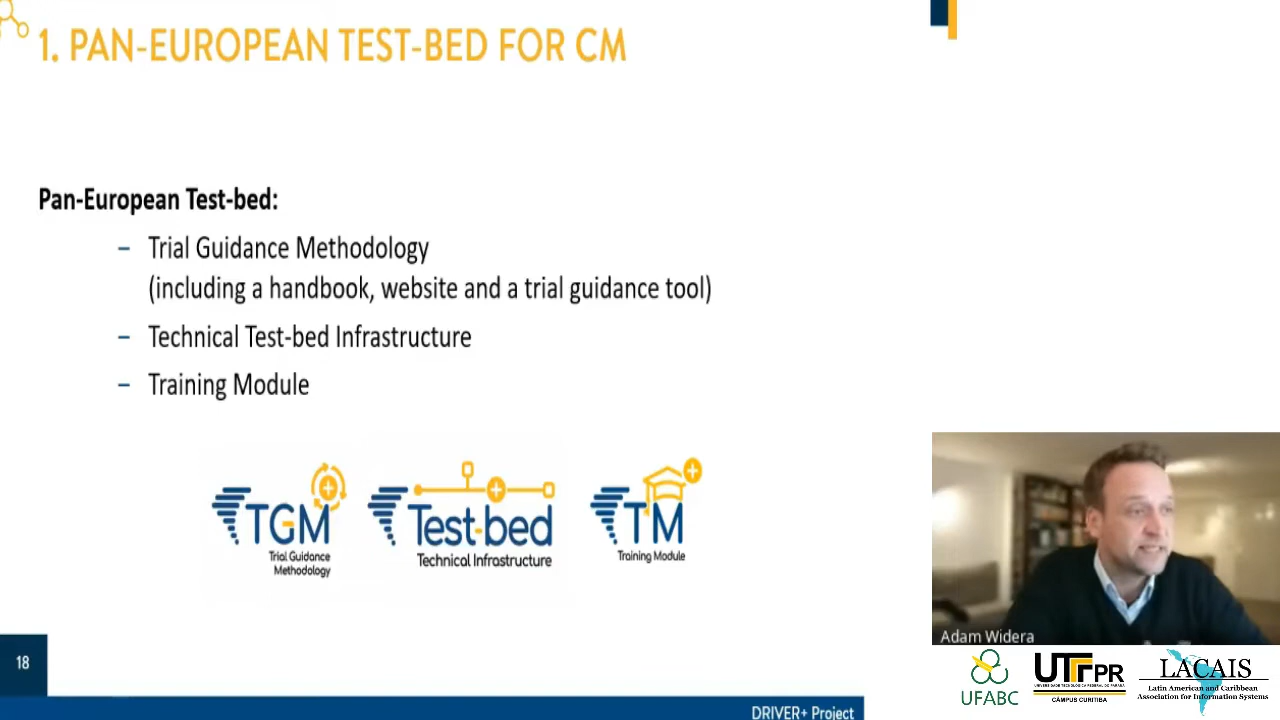 1. PAN-EUROPEAN TEST-BED FOR CM
Pan-European Test-bed:
– Trial Guidance Methodology
(including a handbook, website and a trial guidance tool)
– Technical Test-bed Infrastructure
– Training Module
TGM
Trial Guidance
Methodology
Test-bed
Technical Infrastructure
TM
Training Module
18
DRIVER+ Project
Adam Widera
UFABC
UTFPR
UNIVERSIDADE TECNOLÓGICA FEDERAL DO PARANÁ
CÂMPUS CURITIBA
LACAIS
Latin American and Caribbean
Association for Information Systems